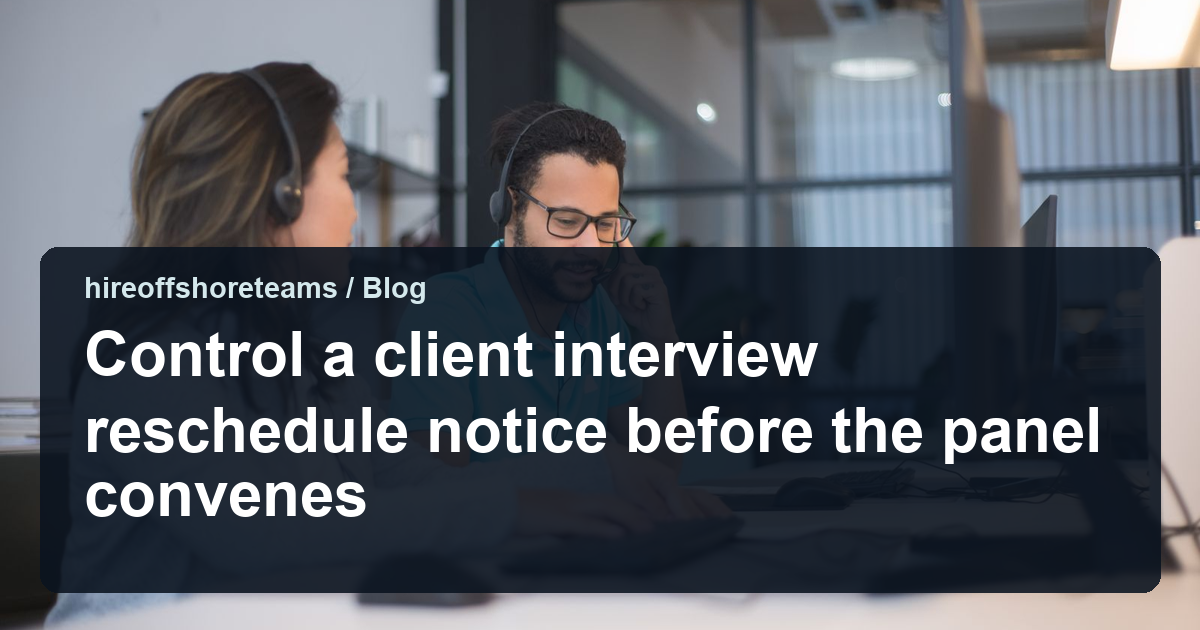 hireoffshoreteams / Blog
Control a client interview
reschedule notice before the panel
convenes